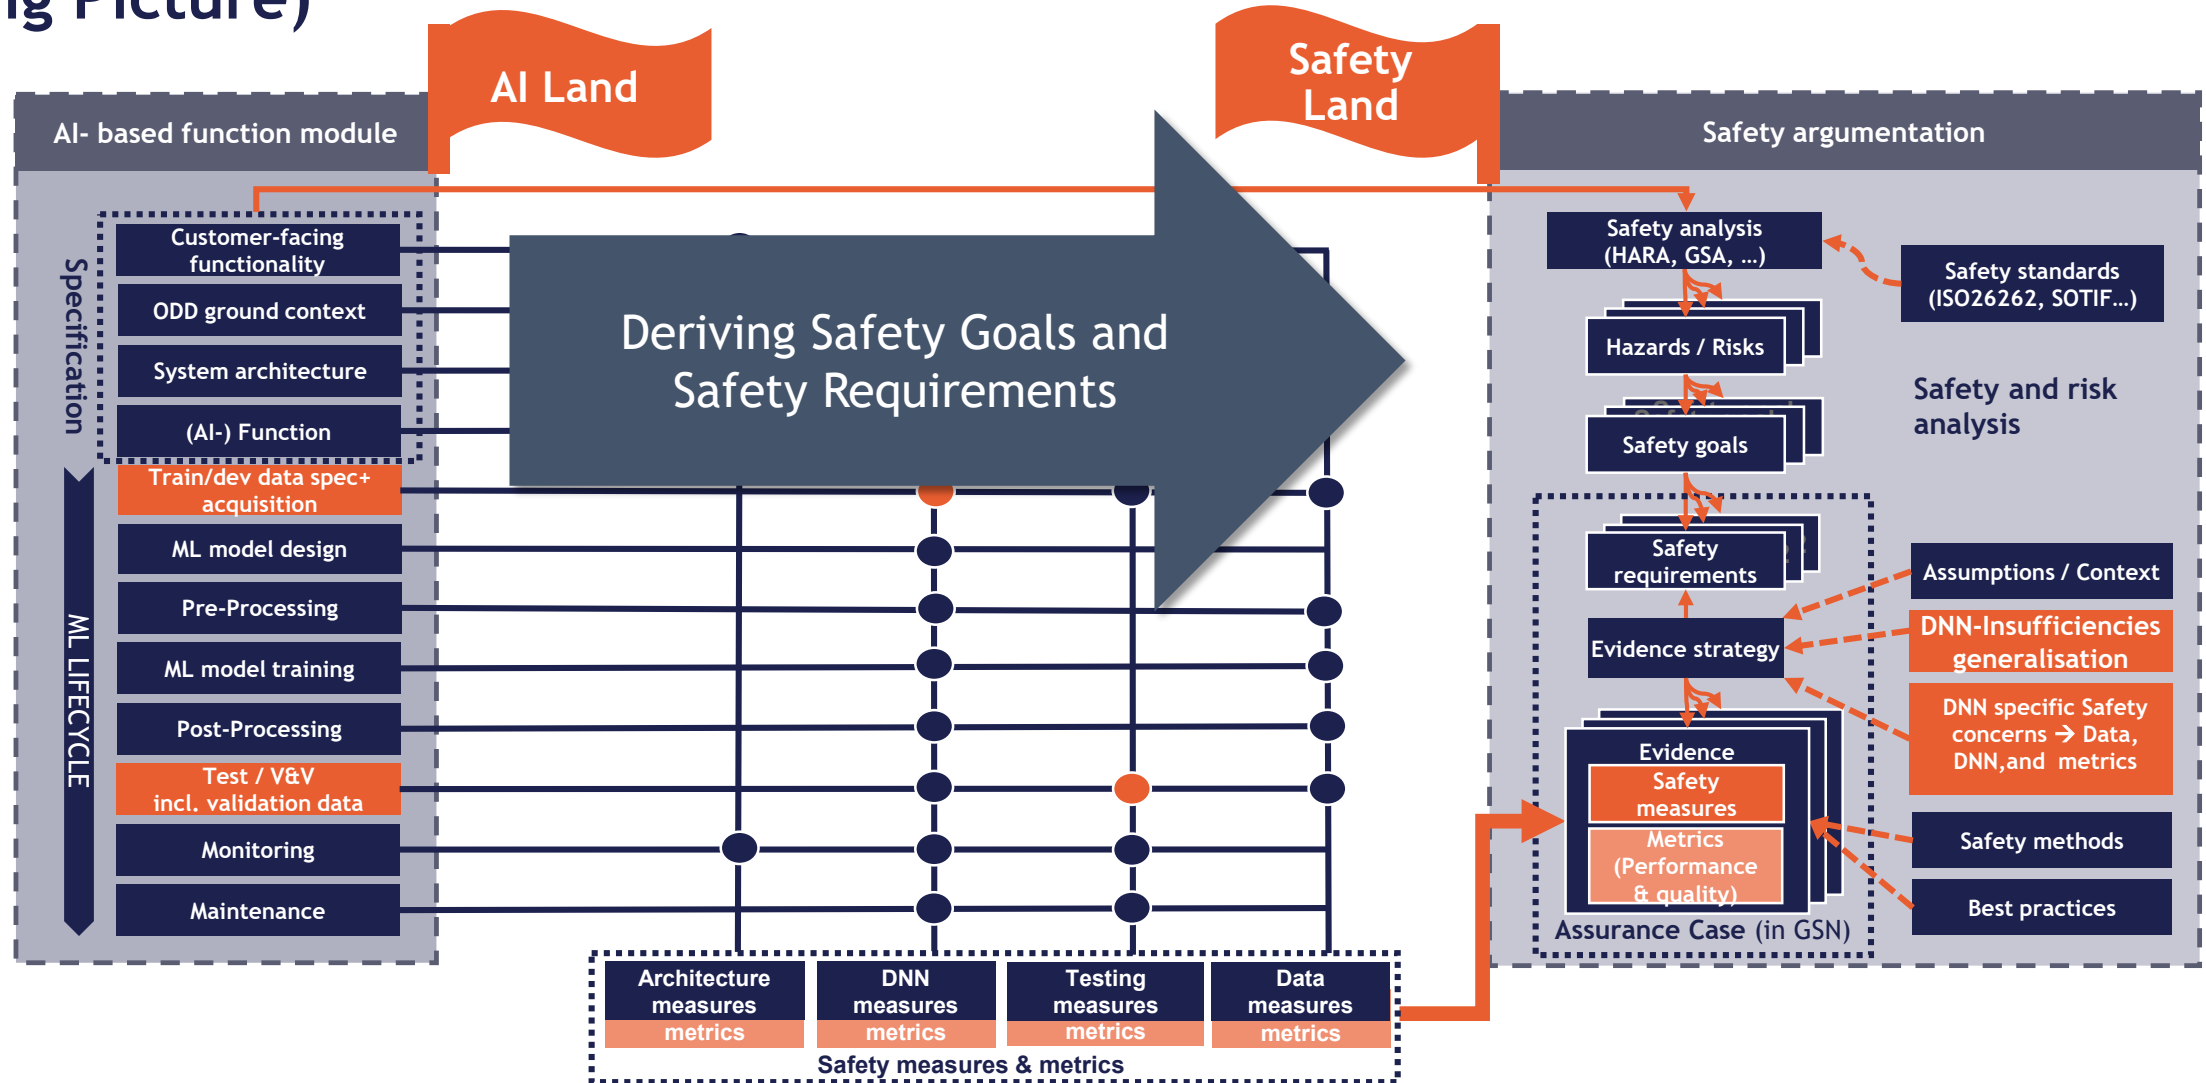 ng Picture)
AI Land
Safety
Land
AI- based function module
Safety argumentation
Specification
Customer-facing
functionality
ODD ground context
System architecture
(AI-) Function
ML LIFECYCLE
Train/dev data spec+
acquisition
ML model design
Pre-Processing
ML model training
Post-Processing
Test / V&V
incl. validation data
Monitoring
Maintenance
Deriving Safety Goals and
Safety Requirements
Architecture
measures
metrics
DNN
measures
metrics
Testing
measures
metrics
Data
measures
metrics
Safety measures & metrics
Safety analysis
(HARA, GSA, ...)
Safety standards
(ISO26262, SOTIF...)
Hazards / Risks
Safety and risk
analysis
Safety goals
Safety
requirements
Assumptions / Context
Evidence strategy
DNN-Insufficiencies
generalisation
DNN specific Safety
concerns → Data,
DNN,and metrics
Evidence
Safety
measures
Metrics
(Performance
& quality)
Safety methods
Best practices
Assurance Case (in GSN)